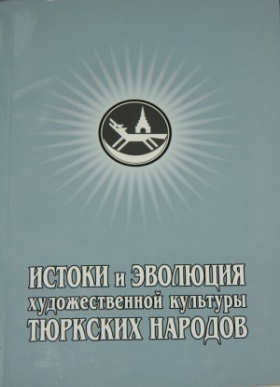 ИСТОКИ и ЭВОЛЮЦИЯ
художественной культуры
ТЮРКСКИХ НАРОДОВ